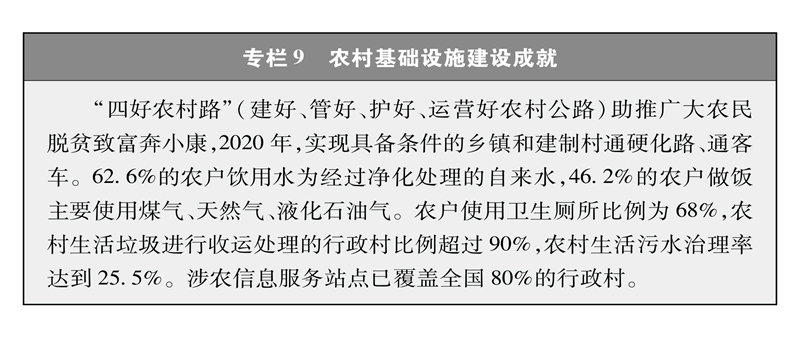 专栏 9 农村基础设施建设成就
“四好农村路”（建好、管好、护好、运营好农村公路）助推广大农民
脱贫致富奔小康，2020 年，实现具备条件的乡镇和建制村通硬化路、通客
车。62. 6%的农户饮用水为经过净化处理的自来水，46. 2%的农户做饭
主要使用煤气、天然气、液化石油气。农户使用卫生厕所比例为 68%，农
村生活垃圾进行收运处理的行政村比例超过 90%，农村生活污水治理率
达到 25. 5%。涉农信息服务站点已覆盖全国 80%的行政村。